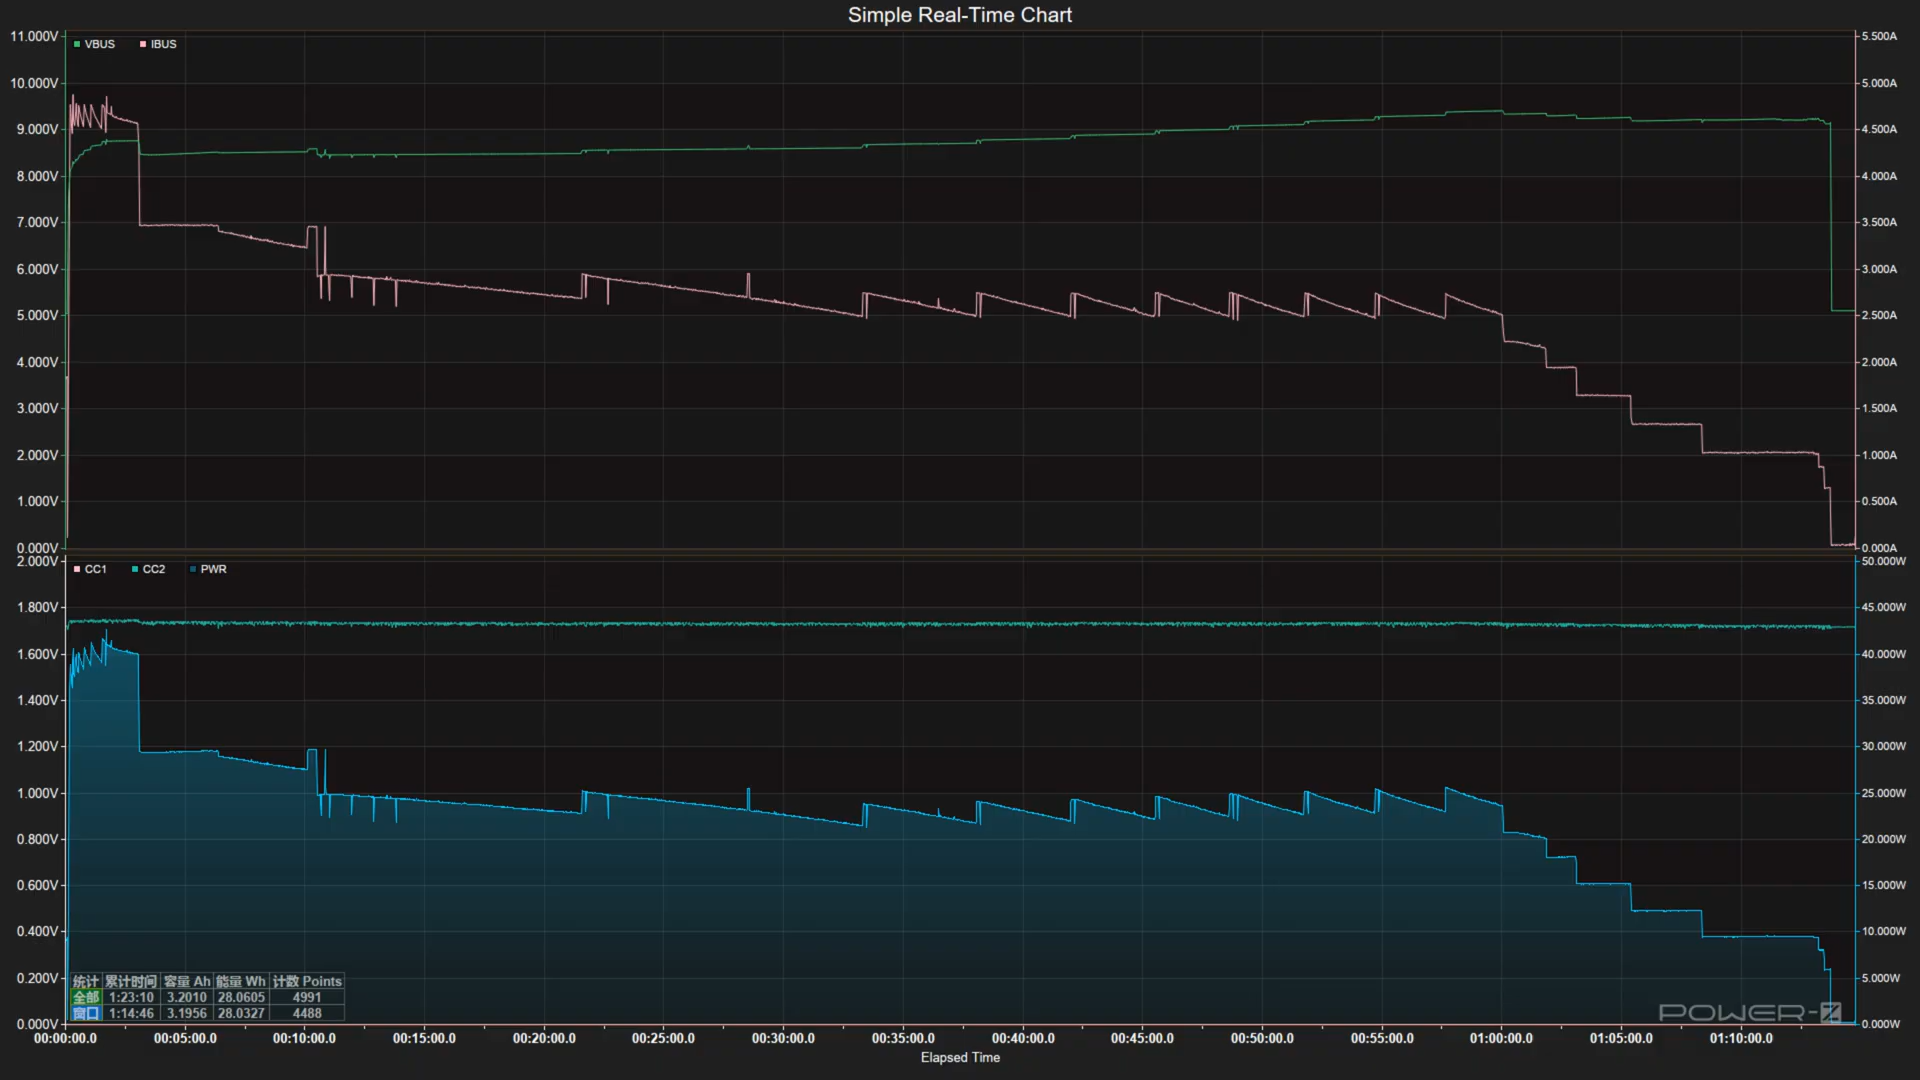 Simple Real-Time Chart
VBUS IBUS
11.000V 5.500A
10.000V 5.000A
9.000V 4.500A
8.000V 4.000A
7.000V 3.500A
6.000V 3.000A
5.000V 2.500A
4.000V 2.000A
3.000V 1.500A
2.000V 1.000A
1.000V 0.500A
0.000V 0.000A
2.000V 50.000W
CC1 CC2 PWR
1.800V 45.000W
1.600V 40.000W
1.400V 35.000W
1.200V 30.000W
1.000V 25.000W
0.800V 20.000W
0.600V 15.000W
0.400V 10.000W
0.200V 5.000W
统计 累计时间 容量 Ah 能量 Wh 计数 Points
全部 1:23:10 3.2010 28.0605 4991
窗口 1:14:46 3.1956 28.0327 4488
POWER-Z
0.000V 0.000W
00:00:00.0 00:05:00.0 00:10:00.0 00:15:00.0 00:20:00.0 00:25:00.0 00:30:00.0 00:35:00.0 00:40:00.0 00:45:00.0 00:50:00.0 00:55:00.0 01:00:00.0 01:05:00.0 01:10:00.0
Elapsed Time